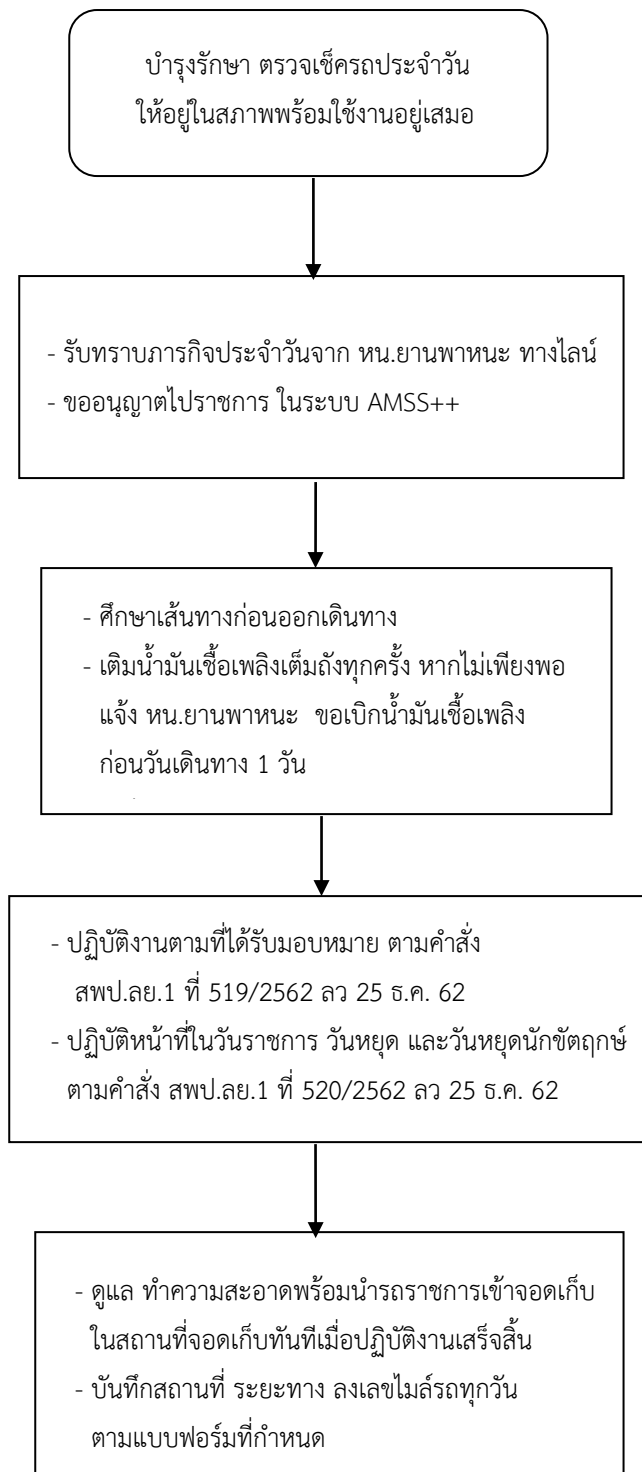 บำรุงรักษา ตรวจเช็ครถประจำวัน
ให้อยู่ในสภาพพร้อมใช้งานอยู่เสมอ
- รับทราบภารกิจประจำวันจาก หน.ยานพาหนะ ทางไลน์
- ขออนุญาตไปราชการ ในระบบ AMSS++
- ศึกษาเส้นทางก่อนออกเดินทาง
- เติมน้ำมันเชื้อเพลิงเต็มถังทุกครั้ง หากไม่เพียงพอ
แจ้ง หน.ยานพาหนะ ขอเบิกน้ำมันเชื้อเพลิง
ก่อนวันเดินทาง 1 วัน
- ปฏิบัติงานตามที่ได้รับมอบหมาย ตามคำสั่ง
สพป.ลย.1 ที่ 519/2562 ลว 25 ธ.ค. 62
- ปฏิบัติหน้าที่ในวันราชการ วันหยุด และวันหยุดนักขัตฤกษ์
ตามคำสั่ง สพป.ลย.1 ที่ 520/2562 ลว 25 ธ.ค. 62
- ดูแล ทำความสะอาดพร้อมนำรถราชการเข้าจอดเก็บ
ในสถานที่จอดเก็บทันทีเมื่อปฏิบัติงานเสร็จสิ้น
- บันทึกสถานที่ ระยะทาง ลงเลขไมล์รถทุกวัน
ตามแบบฟอร์มที่กำหนด